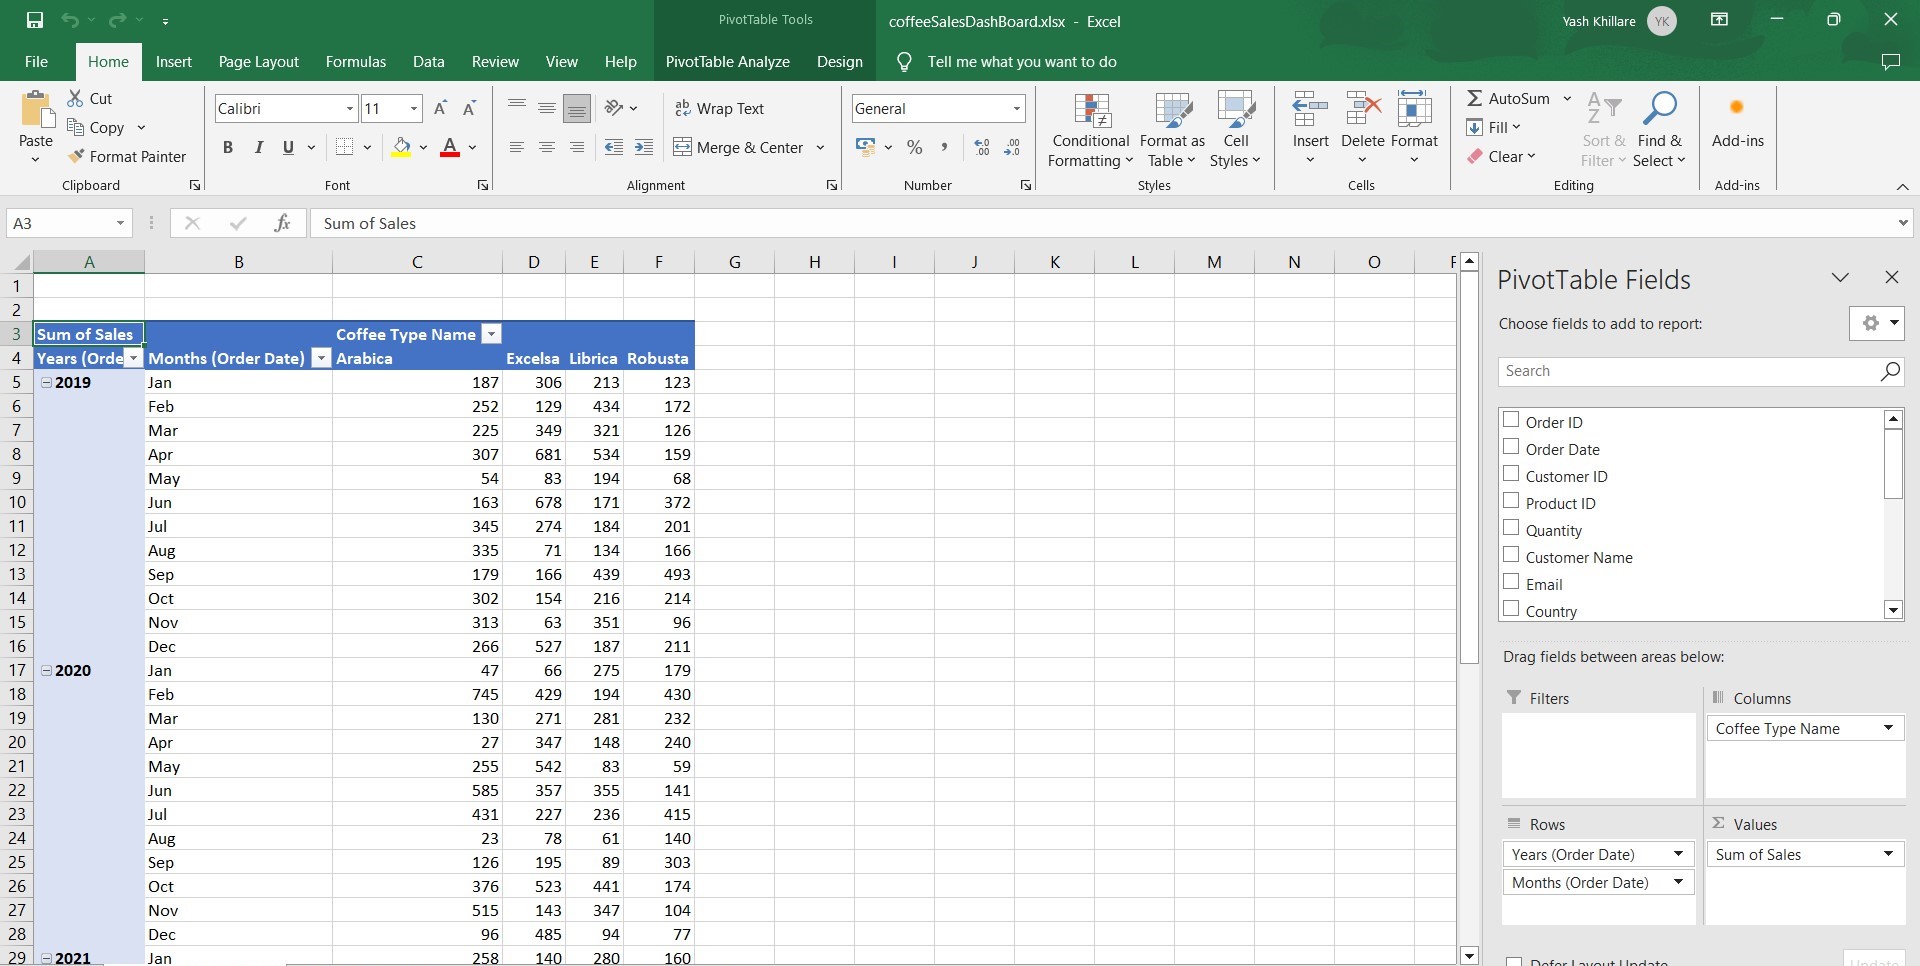 PivotTable Tools
coffeeSalesDashBoard.xlsx - Excel
Yash Khillare YK
File Home Insert Page Layout Formulas Data Review View Help PivotTable Analyze Design Tell me what you want to do
Paste
Cut
Copy
Format Painter
Clipboard
Calibri 11
B I U
Font
Wrap Text
Merge & Center
Alignment
General
Number
Conditional Formatting
Format as Table
Cell Styles
Styles
Insert Delete Format
Cells
AutoSum
Fill
Clear
Sort & Filter
Find & Select
Editing
Add-ins
Add-ins
A3 fx Sum of Sales
A B C D E F G H I J K L M N O
1
2
3 Sum of Sales Coffee Type Name
4 Years (Orde Months (Order Date) Arabica Excelsa Librica Robusta
5 2019 Jan 187 306 213 123
6 Feb 252 129 434 172
7 Mar 225 349 321 126
8 Apr 307 681 534 159
9 May 54 83 194 68
10 Jun 163 678 171 372
11 Jul 345 274 184 201
12 Aug 335 71 134 166
13 Sep 179 166 439 493
14 Oct 302 154 216 214
15 Nov 313 63 351 96
16 Dec 266 527 187 211
17 2020 Jan 47 66 275 179
18 Feb 745 429 194 430
19 Mar 130 271 281 232
20 Apr 27 347 148 240
21 May 255 542 83 59
22 Jun 585 357 355 141
23 Jul 431 227 236 415
24 Aug 23 78 61 140
25 Sep 126 195 89 303
26 Oct 376 523 441 174
27 Nov 515 143 347 104
28 Dec 96 485 94 77
29 2021 Jan 258 140 280 160
PivotTable Fields
Choose fields to add to report:
Search
Order ID
Order Date
Customer ID
Product ID
Quantity
Customer Name
Email
Country
Drag fields between areas below:
Filters
Columns
Coffee Type Name
Rows
Years (Order Date)
Months (Order Date)
Values
Sum of Sales
Defer Layout Update
Update